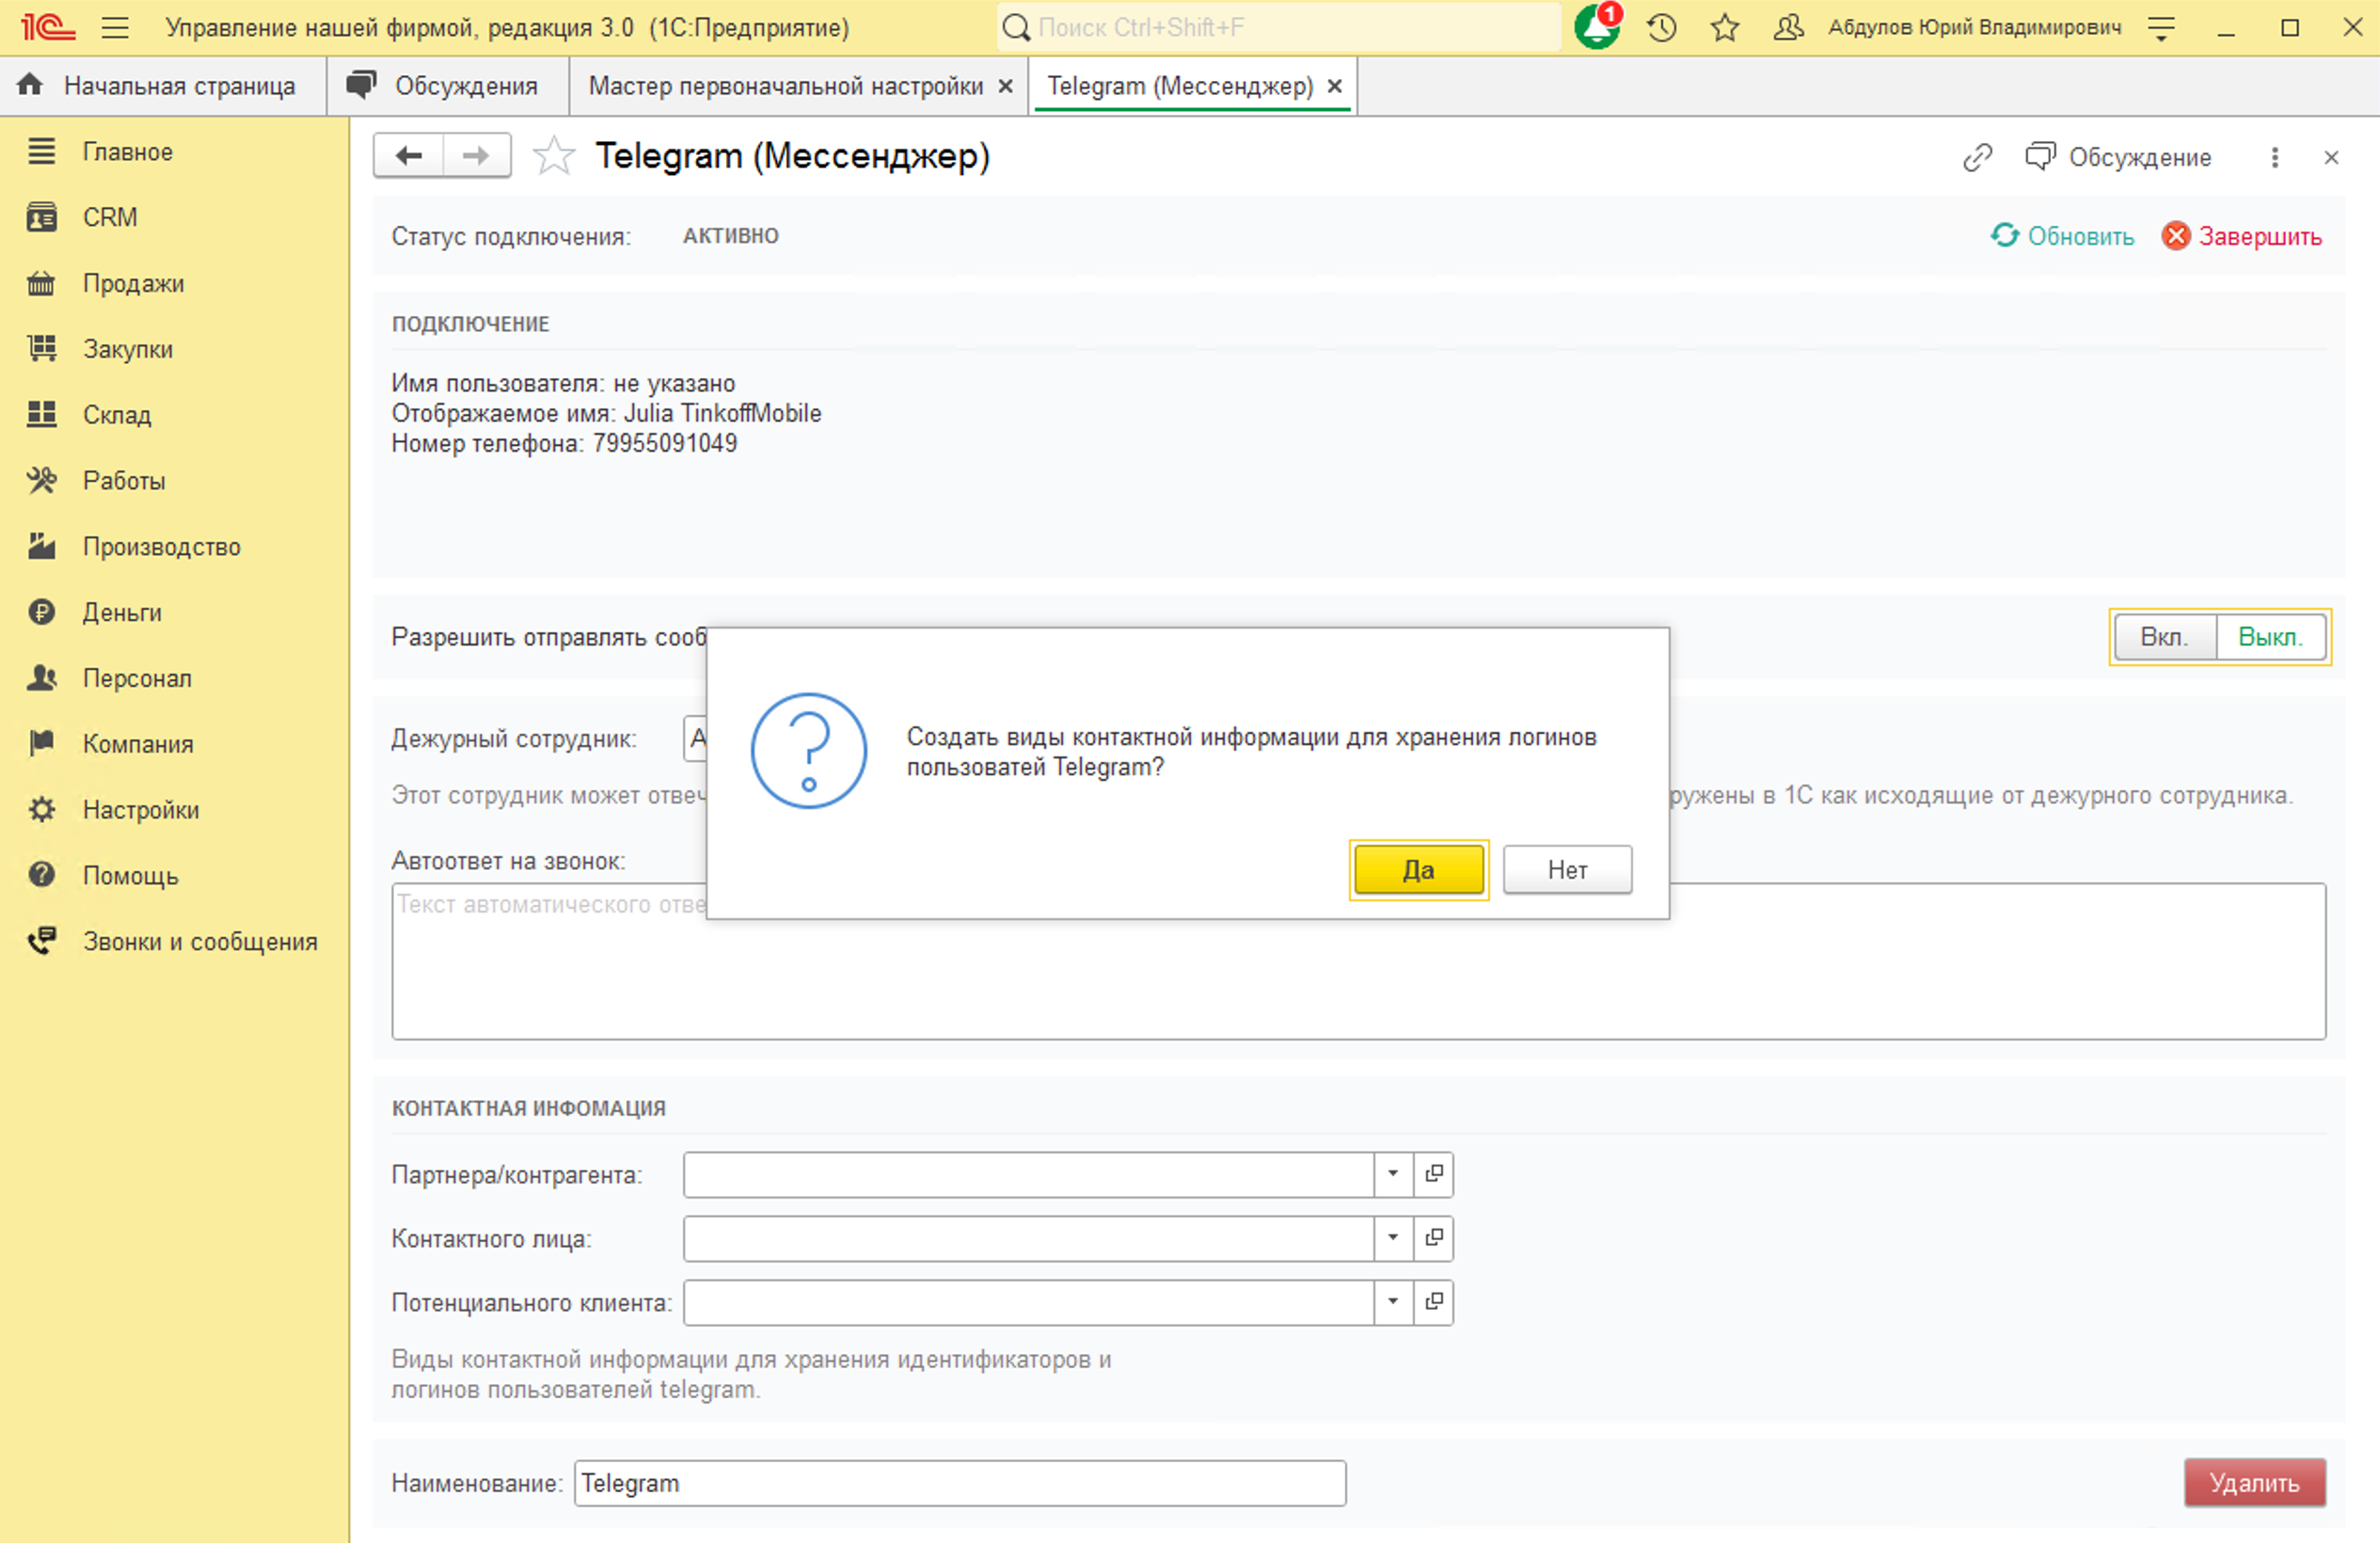 1С Управление нашей фирмой, редакция 3.0 (1С:Предприятие) Поиск Ctrl+Shift+F 1 Абдулов Юрий Владимирович
Начальная страница Обсуждения Мастер первоначальной настройки Telegram (Мессенджер)
Главное
CRM
Продажи
Закупки
Склад
Работы
Производство
Деньги
Персонал
Компания
Настройки
Помощь
Звонки и сообщения
Telegram (Мессенджер) Обсуждение
Статус подключения: АКТИВНО Обновить Завершить
ПОДКЛЮЧЕНИЕ
Имя пользователя: не указано
Отображаемое имя: Julia TinkoffMobile
Номер телефона: 79955091049
Разрешить отправлять сооб Вкл. Выкл.
Дежурный сотрудник: А
Этот сотрудник может отвеч ружены в 1С как исходящие от дежурного сотрудника.
Автоответ на звонок:
Текст автоматического отве
Создать виды контактной информации для хранения логинов
пользоватей Telegram?
Да Нет
КОНТАКТНАЯ ИНФОМАЦИЯ
Партнера/контрагента:
Контактного лица:
Потенциального клиента:
Виды контактной информации для хранения идентификаторов и
логинов пользователей telegram.
Наименование: Telegram Удалить